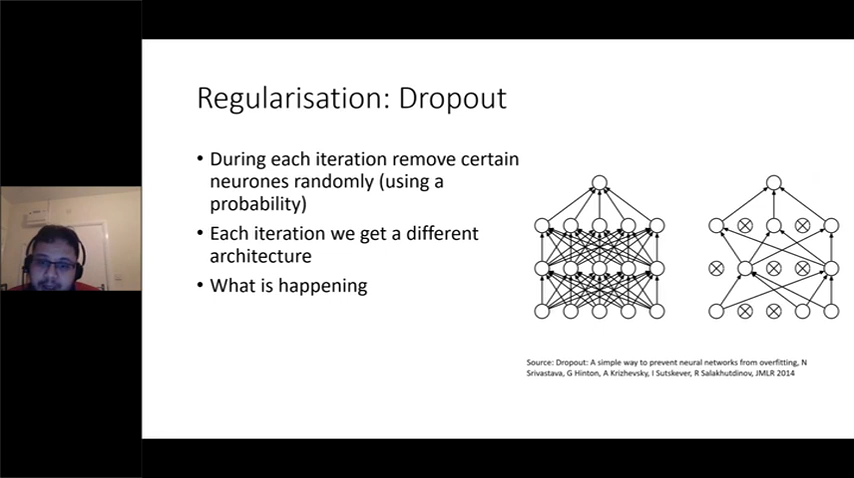 Regularisation: Dropout
• During each iteration remove certain
neurones randomly (using a
probability)
• Each iteration we get a different
architecture
• What is happening
Source: Dropout: A simple way to prevent neural networks from overfitting, N
Srivastava, G Hinton, A Krizhevsky, I Sutskever, R Salakhutdinov, JMLR 2014